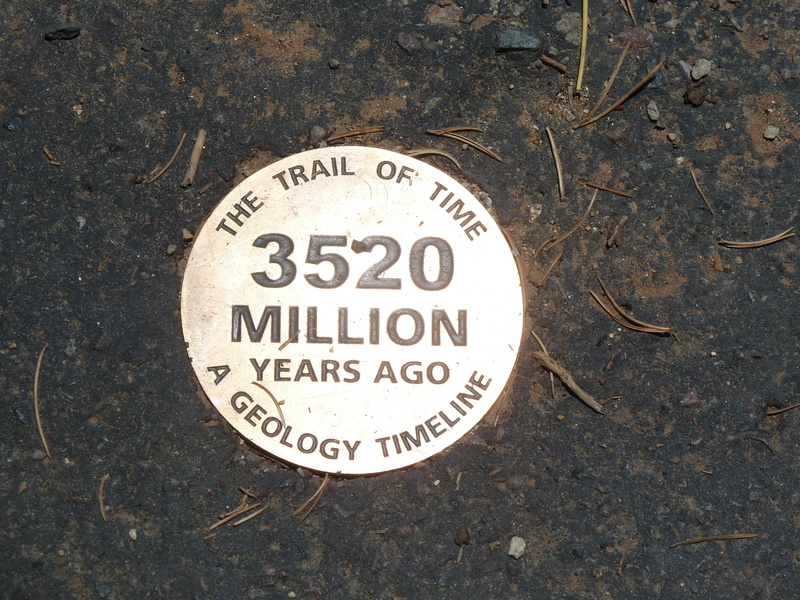 THE TRAIL OF TIME
3520
MILLION
YEARS AGO
A GEOLOGY TIMELINE